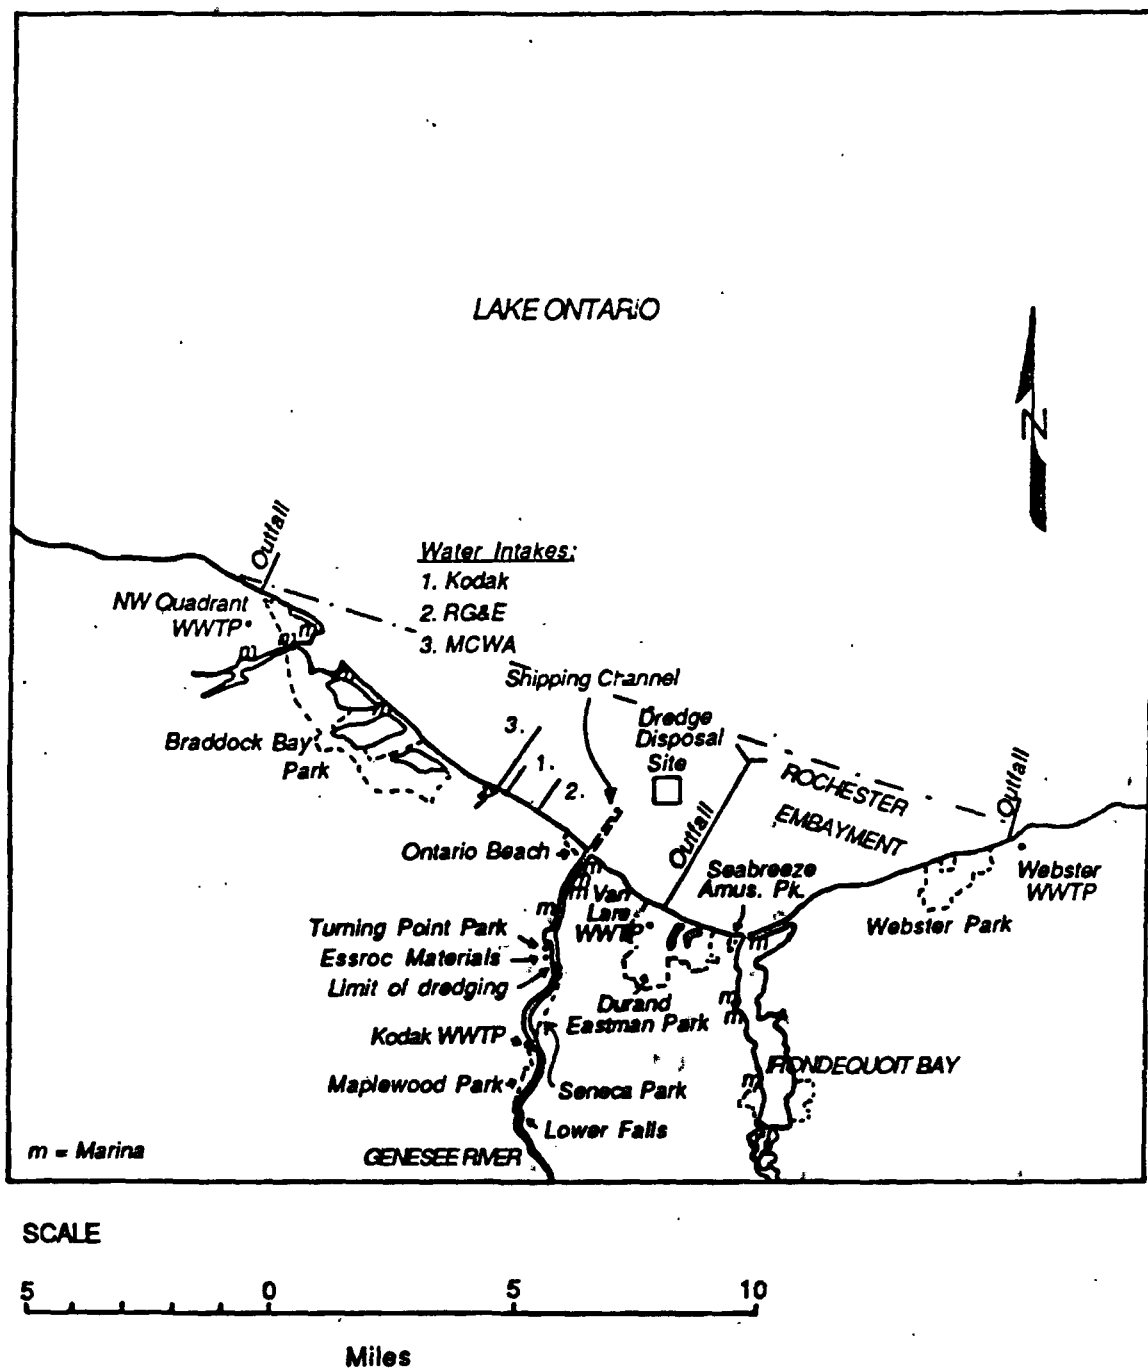 LAKE ONTARIO
N
Outfall
Water Intakes:
1. Kodak
2. RG&E
3. MCWA
NW Quadrant
WWTP
m
m
m
m
m
Shipping Channel
Dredge
Disposal
Site
Braddock Bay
Park
3.
1.
2.
Outfall
ROCHESTER
EMBAYMENT
Outfall
Ontario Beach
Seabreeze
Amus. Pk.
Webster
WWTP
m
m
m
m
Van
Lare
WWTP
Webster Park
m
Turning Point Park
Essroc Materials
Limit of dredging
Durand
Eastman Park
m
m
Kodak WWTP
IRONDEQUOIT BAY
Maplewood Park
Seneca Park
m
Lower Falls
m = Marina
GENESEE RIVER
SCALE
5 0 5 10
Miles